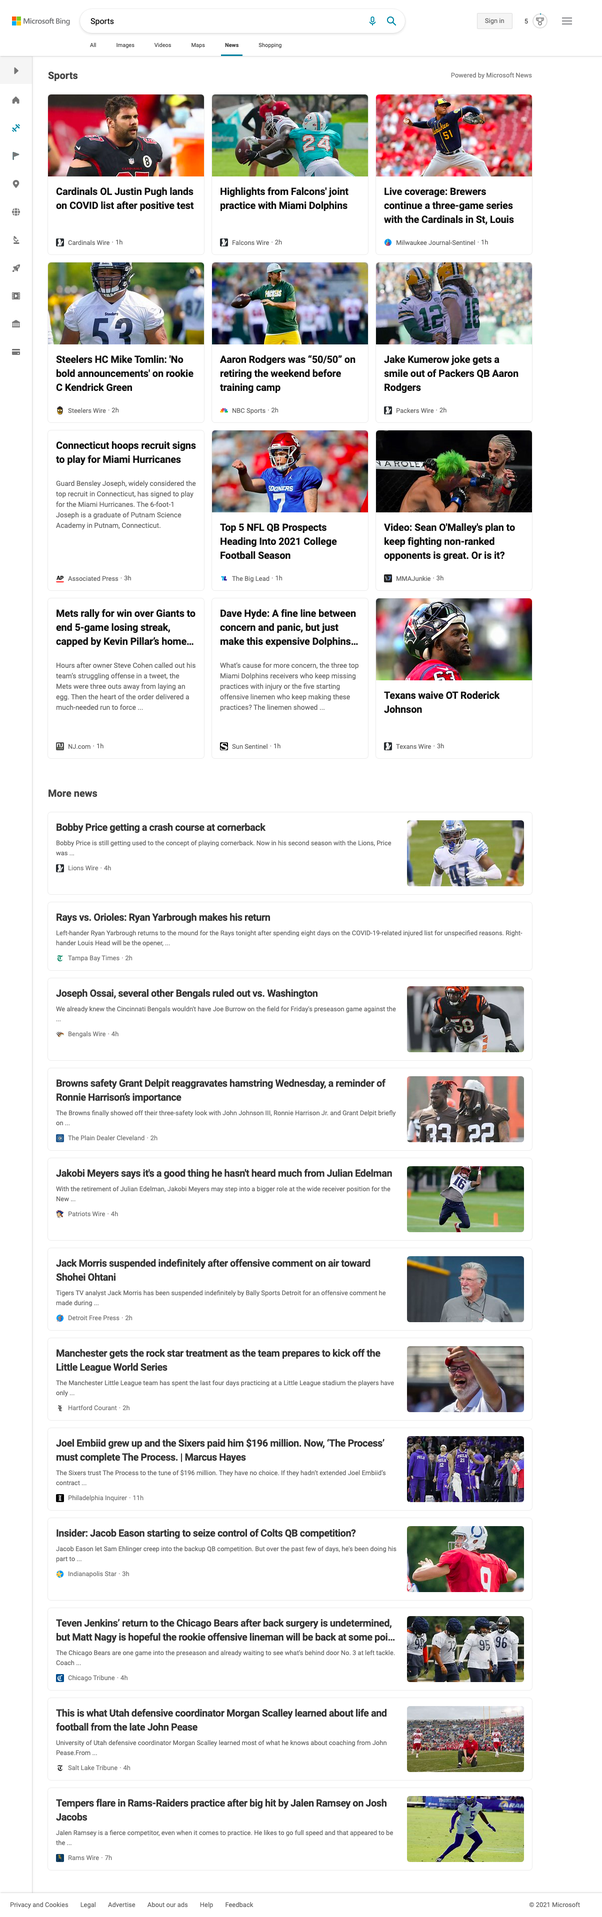 Microsoft Bing
Sports
Sign in
5
All Images Videos Maps News Shopping
Sports
Powered by Microsoft News
Cardinals OL Justin Pugh lands
on COVID list after positive test
Cardinals Wire · 1h
24
Highlights from Falcons' joint
practice with Miami Dolphins
Falcons Wire · 2h
51
Live coverage: Brewers
continue a three-game series
with the Cardinals in St, Louis
Milwaukee Journal-Sentinel · 1h
Steelers
53
Steelers HC Mike Tomlin: 'No
bold announcements' on rookie
C Kendrick Green
Steelers Wire · 2h
PACKERS
Aaron Rodgers was “50/50” on
retiring the weekend before
training camp
NBC Sports · 2h
12
Jake Kumerow joke gets a
smile out of Packers QB Aaron
Rodgers
Packers Wire · 2h
Connecticut hoops recruit signs
to play for Miami Hurricanes
Guard Bensley Joseph, widely considered the
top recruit in Connecticut, has signed to
play for the Miami Hurricanes. The 6-foot-1
Joseph is a graduate of Putnam Science
Academy in Putnam, Connecticut.
AP Associated Press · 3h
SOONERS
7
Top 5 NFL QB Prospects
Heading Into 2021 College
Football Season
The Big Lead · 1h
Video: Sean O'Malley's plan to
keep fighting non-ranked
opponents is great. Or is it?
MMAJunkie · 3h
Mets rally for win over Giants to
end 5-game losing streak,
capped by Kevin Pillar’s home...
Hours after owner Steve Cohen called out his
team’s struggling offense in a tweet, the
Mets were three outs away from laying an
egg. Then the heart of the order delivered a
much-needed run to force ...
NJ.com · 1h
Dave Hyde: A fine line between
concern and panic, but just
make this expensive Dolphins...
What’s cause for more concern, the three top
Miami Dolphins receivers who keep missing
practices with injury or the five starting
offensive linemen who keep making these
practices? The linemen showed ...
Sun Sentinel · 1h
63
Texans waive OT Roderick
Johnson
Texans Wire · 3h
More news
Bobby Price getting a crash course at cornerback
Bobby Price is still getting used to the concept of playing cornerback. Now in his second season with the Lions, Price
was ...
Lions Wire · 4h
47
Rays vs. Orioles: Ryan Yarbrough makes his return
Left-hander Ryan Yarbrough returns to the mound for the Rays tonight after spending eight days on the COVID-19-related injured list for unspecified reasons. Right-
hander Louis Head will be the opener, ...
Tampa Bay Times · 2h
Joseph Ossai, several other Bengals ruled out vs. Washington
We already knew the Cincinnati Bengals wouldn't have Joe Burrow on the field for Friday's preseason game against the
...
Bengals Wire · 4h
58
Browns safety Grant Delpit reaggravates hamstring Wednesday, a reminder of
Ronnie Harrison’s importance
The Browns finally showed off their three-safety look with John Johnson III, Ronnie Harrison Jr. and Grant Delpit briefly
on ...
The Plain Dealer Cleveland · 2h
33 22
Jakobi Meyers says it's a good thing he hasn't heard much from Julian Edelman
With the retirement of Julian Edelman, Jakobi Meyers may step into a bigger role at the wide receiver position for the
New ...
Patriots Wire · 4h
16
Jack Morris suspended indefinitely after offensive comment on air toward
Shohei Ohtani
Tigers TV analyst Jack Morris has been suspended indefinitely by Bally Sports Detroit for an offensive comment he
made during ...
Detroit Free Press · 2h
Manchester gets the rock star treatment as the team prepares to kick off the
Little League World Series
The Manchester Little League team has spent the last four days practicing at a Little League stadium the players have
only ...
Hartford Courant · 2h
Joel Embiid grew up and the Sixers paid him $196 million. Now, ‘The Process’
must complete The Process. | Marcus Hayes
The Sixers trust The Process to the tune of $196 million. They have no choice. If they hadn’t extended Joel Embiid’s
contract ...
Philadelphia Inquirer · 11h
Insider: Jacob Eason starting to seize control of Colts QB competition?
Jacob Eason let Sam Ehlinger creep into the backup QB competition. But over the past few of days, he's been doing his
part to ...
Indianapolis Star · 3h
9
Teven Jenkins’ return to the Chicago Bears after back surgery is undetermined,
but Matt Nagy is hopeful the rookie offensive lineman will be back at some poi...
The Chicago Bears are one game into the preseason and already waiting to see what’s behind door No. 3 at left tackle.
Coach ...
Chicago Tribune · 4h
95 96
This is what Utah defensive coordinator Morgan Scalley learned about life and
football from the late John Pease
University of Utah defensive coordinator Morgan Scalley learned most of what he knows about coaching from John
Pease.From ...
Salt Lake Tribune · 4h
Tempers flare in Rams-Raiders practice after big hit by Jalen Ramsey on Josh
Jacobs
Jalen Ramsey is a fierce competitor, even when it comes to practice. He likes to go full speed and that appeared to be
the ...
Rams Wire · 7h
5
Privacy and Cookies Legal Advertise About our ads Help Feedback
© 2021 Microsoft